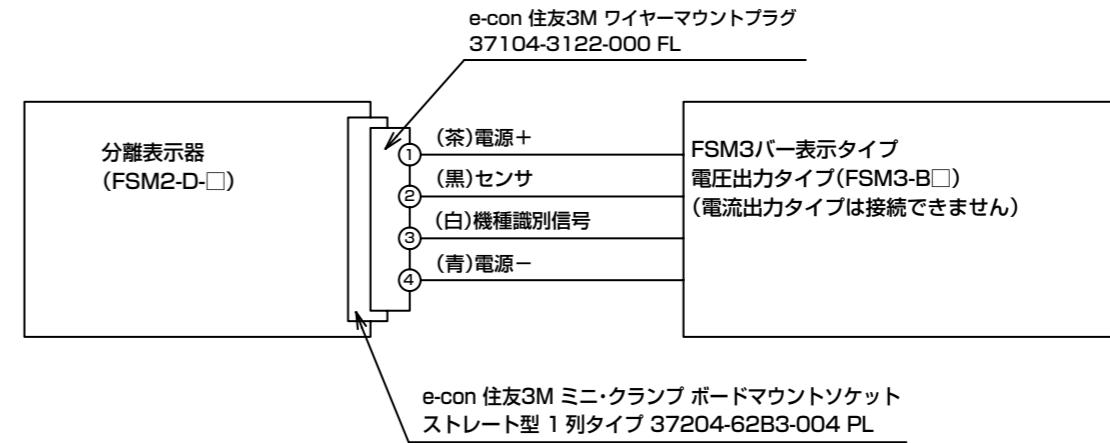 e-con 住友3M ワイヤーマウントプラグ
37104-3122-000 FL
分離表示器
（FSM2-D-□）
① （茶）電源＋
② （黒）センサ
③ （白）機種識別信号
④ （青）電源－
FSM3バー表示タイプ
電圧出力タイプ（FSM3-B□）
（電流出力タイプは接続できません）
e-con 住友3M ミニ・クランプ ボードマウントソケット
ストレート型 1列タイプ 37204-62B3-004 PL